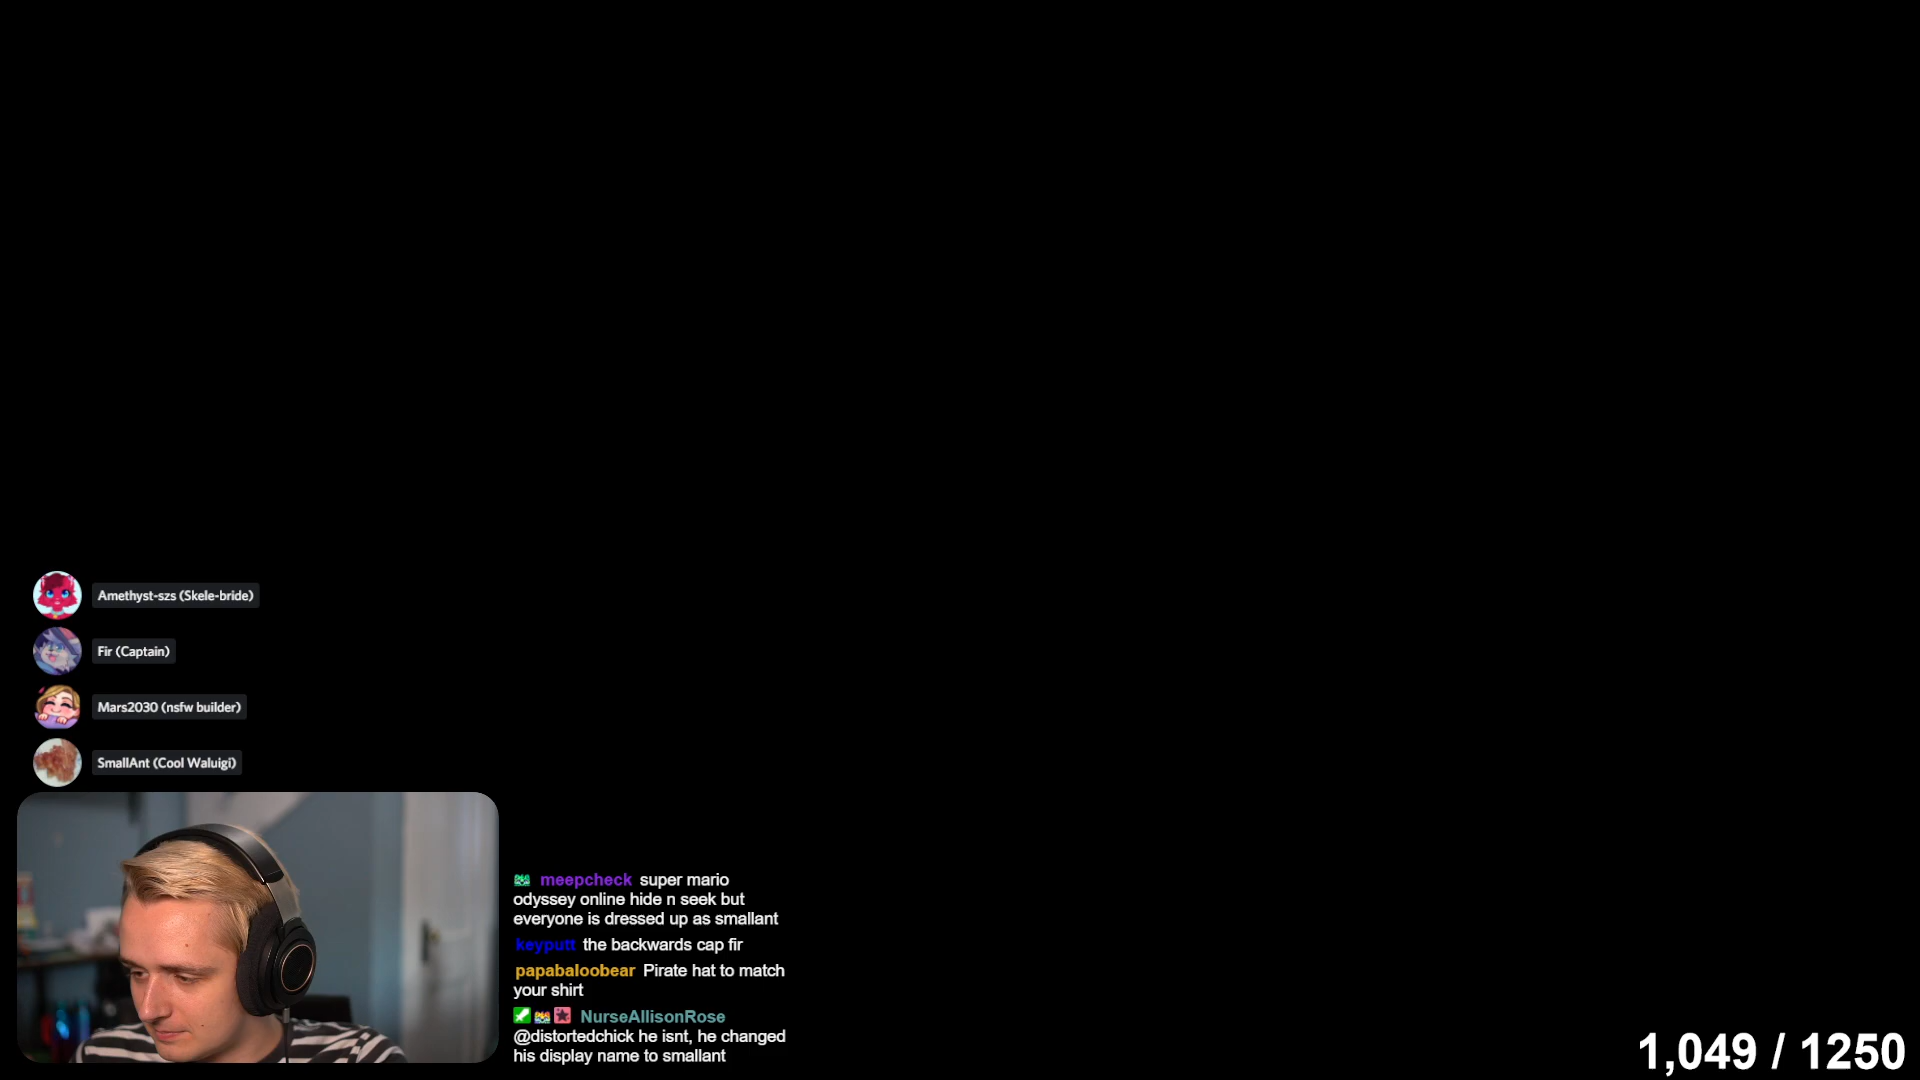 Amethyst-szs (Skele-bride)
Fir (Captain)
Mars2030 (nsfw builder)
SmallAnt (Cool Waluigi)
meepcheck super mario
odyssey online hide n seek but
everyone is dressed up as smallant
keyputt the backwards cap fir
papabaloobear Pirate hat to match
your shirt
NurseAllisonRose
@distortedchick he isnt, he changed
his display name to smallant
1,049 / 1250